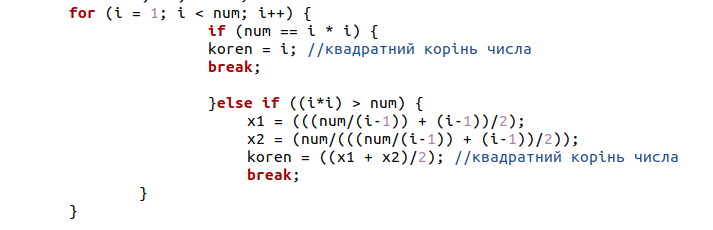 for (i = 1; i < num; i++) {
if (num == i * i) {
koren = i; //квадратний корінь числа
break;
}else if ((i*i) > num) {
x1 = (((num/(i-1)) + (i-1))/2);
x2 = (num/(((num/(i-1)) + (i-1))/2));
koren = ((x1 + x2)/2); //квадратний корінь числа
break;
}
}